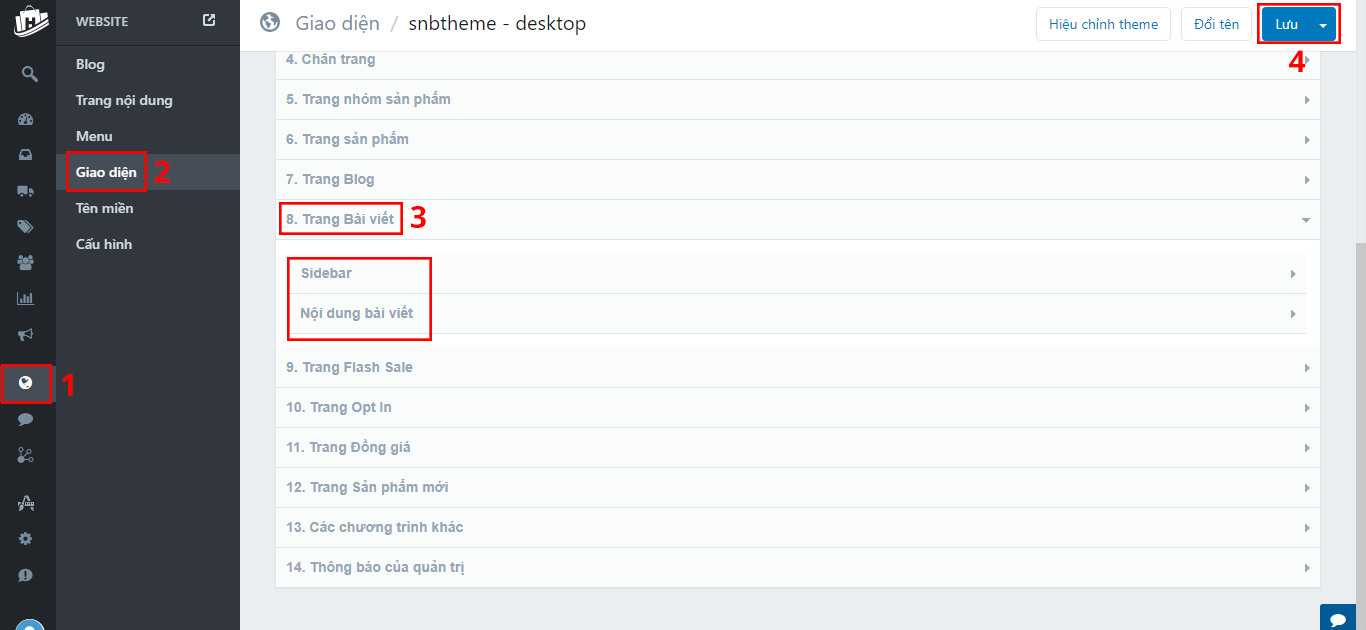 WEBSITE
Blog
Trang nội dung
Menu
Giao diện
2
Tên miền
Cấu hình
1
Giao diện / snbtheme - desktop
Hiệu chỉnh theme
Đổi tên
Lưu
4
4. Chân trang
5. Trang nhóm sản phẩm
6. Trang sản phẩm
7. Trang Blog
8. Trang Bài viết
3
Sidebar
Nội dung bài viết
9. Trang Flash Sale
10. Trang Opt In
11. Trang Đồng giá
12. Trang Sản phẩm mới
13. Các chương trình khác
14. Thông báo của quản trị